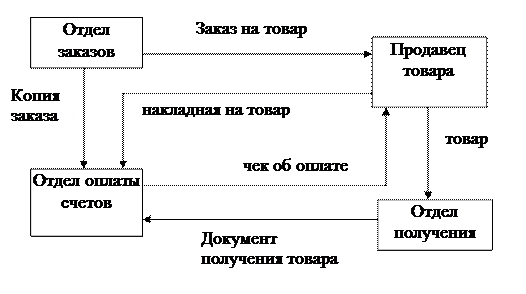 Отдел
заказов
Заказ на товар
Продавец
товара
Копия
заказа
накладная на товар
товар
чек об оплате
Отдел оплаты
счетов
Отдел
получения
Документ
получения товара